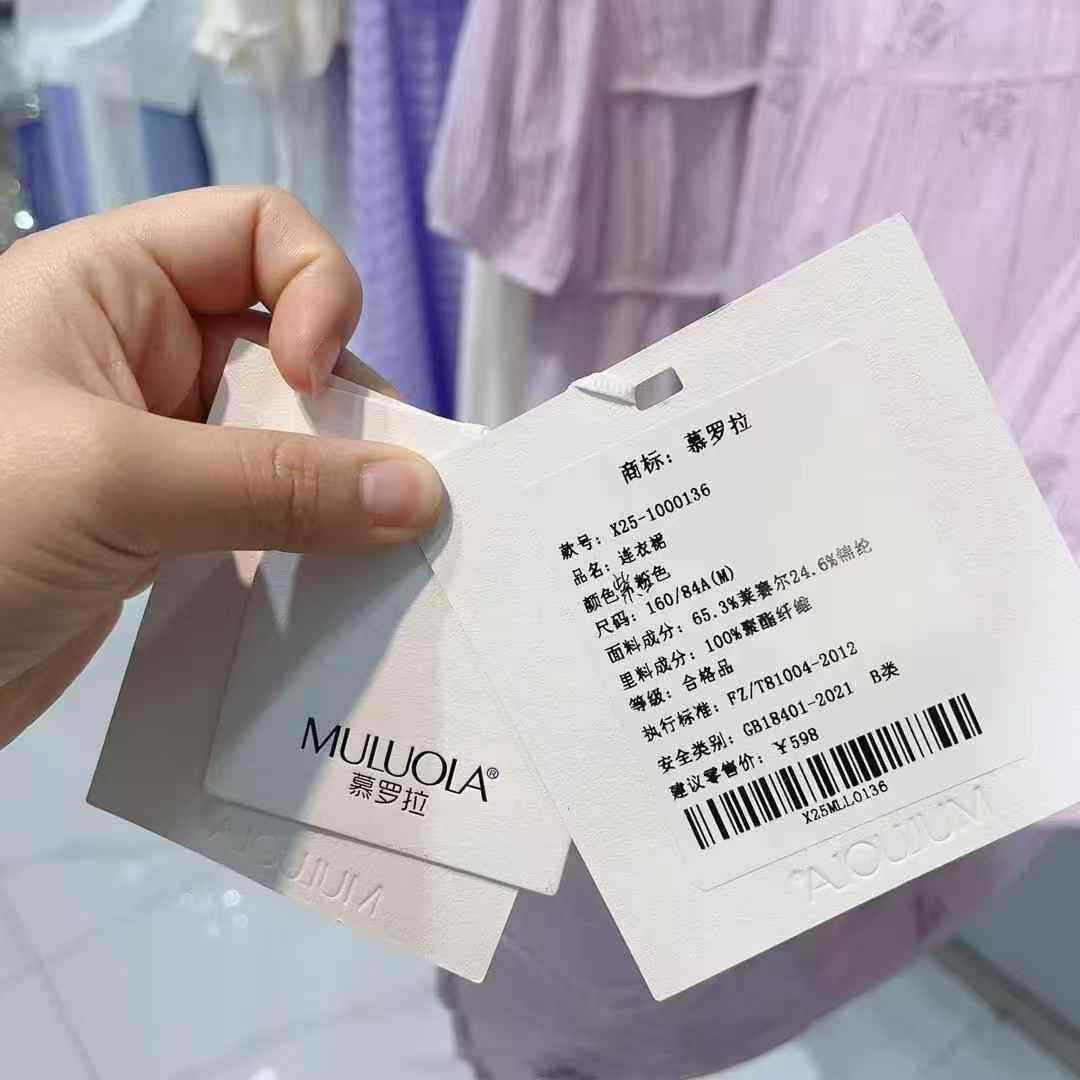 商标：慕罗拉
款号：X25-1000136
品名：连衣裙
颜色：紫粉色
尺码：160/84A(M)
面料成分：65.3%莱赛尔24.6%锦纶
里料成分：100%聚酯纤维
等级：合格品
执行标准：FZ/T81004-2012
安全类别：GB18401-2021 B类
建议零售价：￥598
X25MLL0136
MULUOLA®
MULUOLA®
慕罗拉
MULUOLA